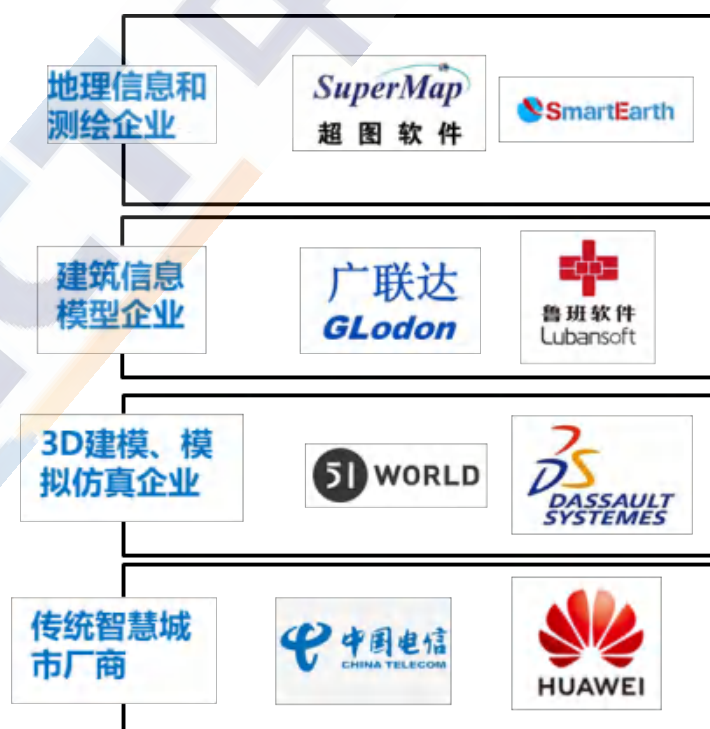 地理信息和
测绘企业
SuperMap
超图软件
SmartEarth
建筑信息
模型企业
广联达
GLodon
鲁班软件
Lubansoft
3D建模、模
拟仿真企业
51 WORLD
DASSAULT
SYSTEMES
传统智慧城
市厂商
中国电信
CHINA TELECOM
HUAWEI